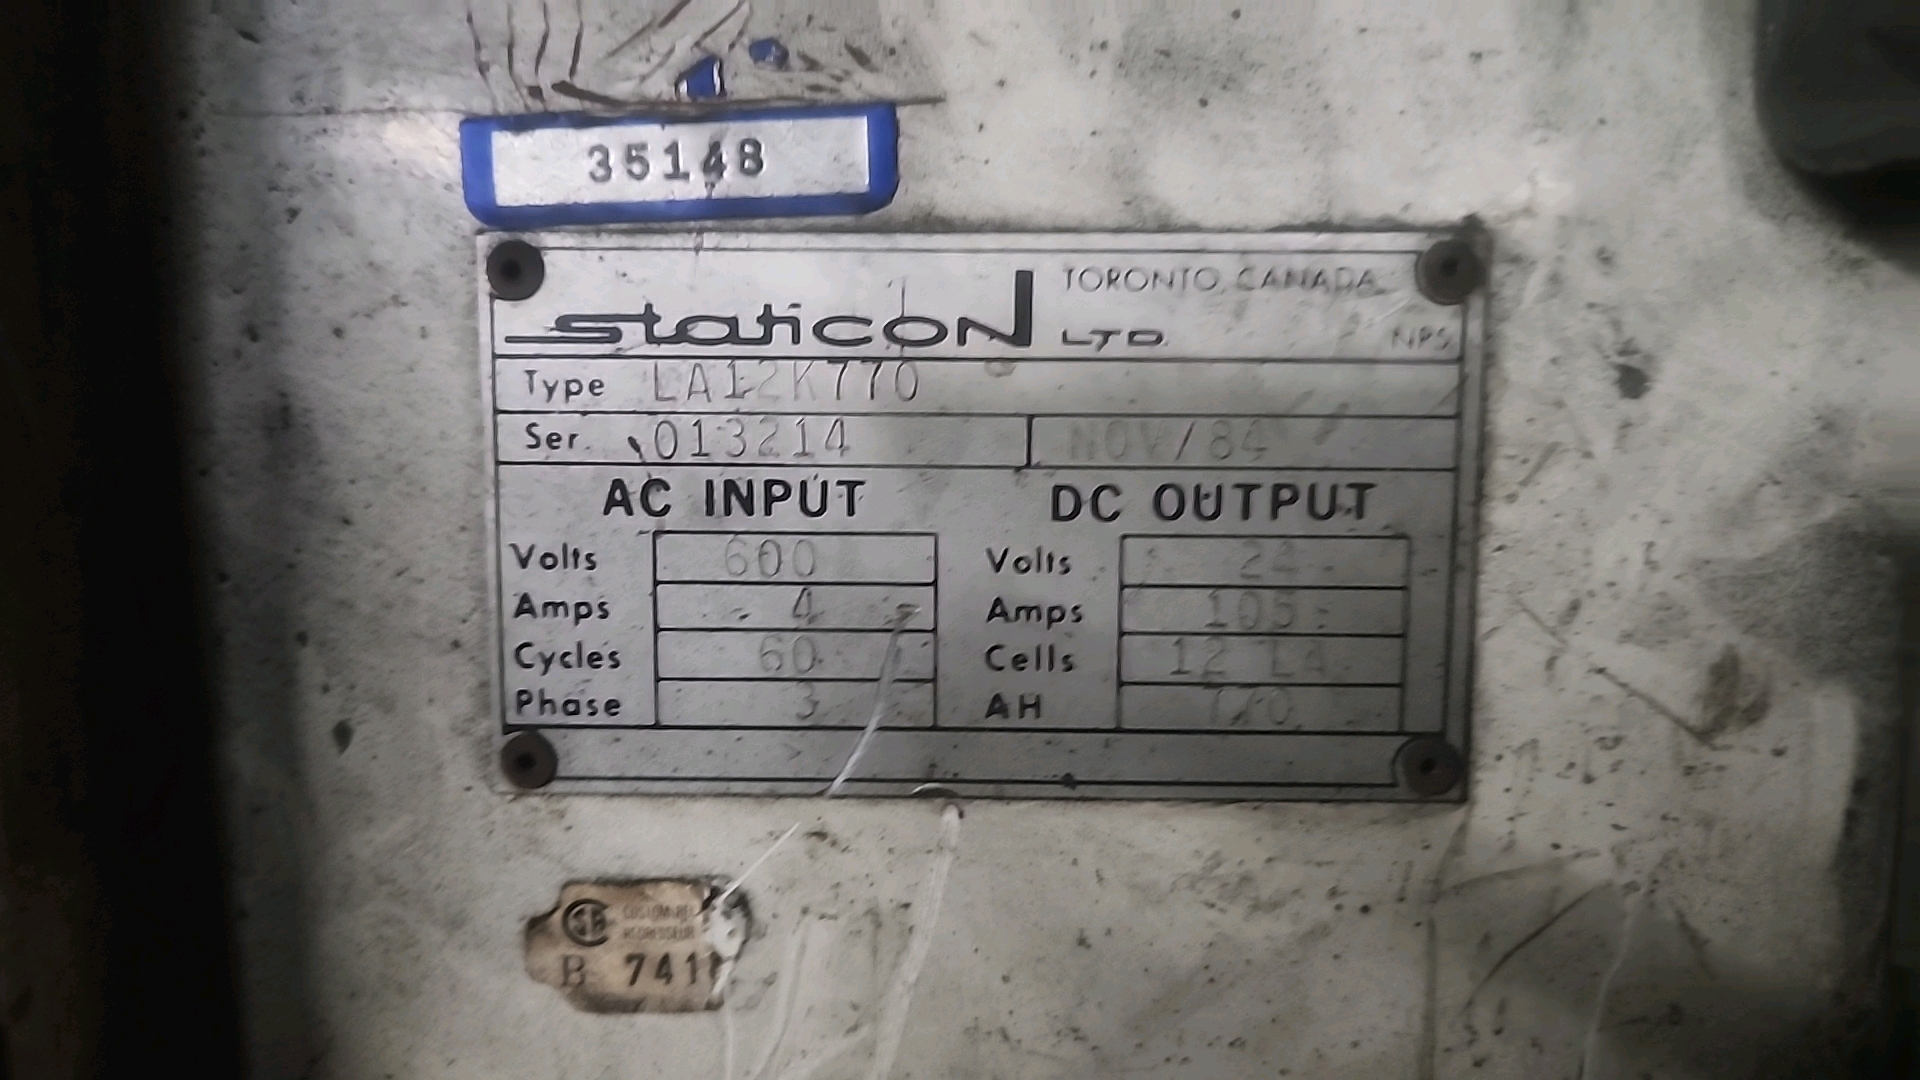 35148
staticon LTD. TORONTO, CANADA
NPS
Type LA12K770
Ser. 013214 NOV/84
AC INPUT DC OUTPUT
Volts 600 Volts 24
Amps 4 Amps 105
Cycles 60 Cells 12 LA
Phase 3 AH 770
B 741